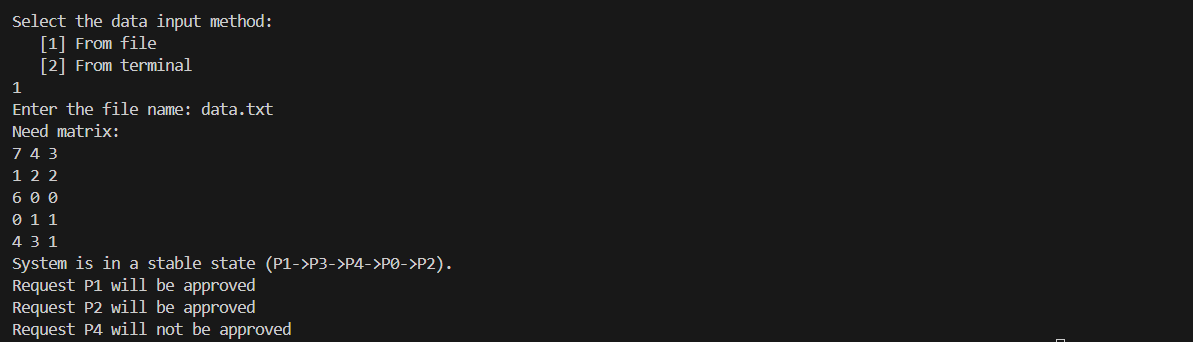 Select the data input method:
   [1] From file
   [2] From terminal
1
Enter the file name: data.txt
Need matrix:
7 4 3
1 2 2
6 0 0
0 1 1
4 3 1
System is in a stable state (P1->P3->P4->P0->P2).
Request P1 will be approved
Request P2 will be approved
Request P4 will not be approved